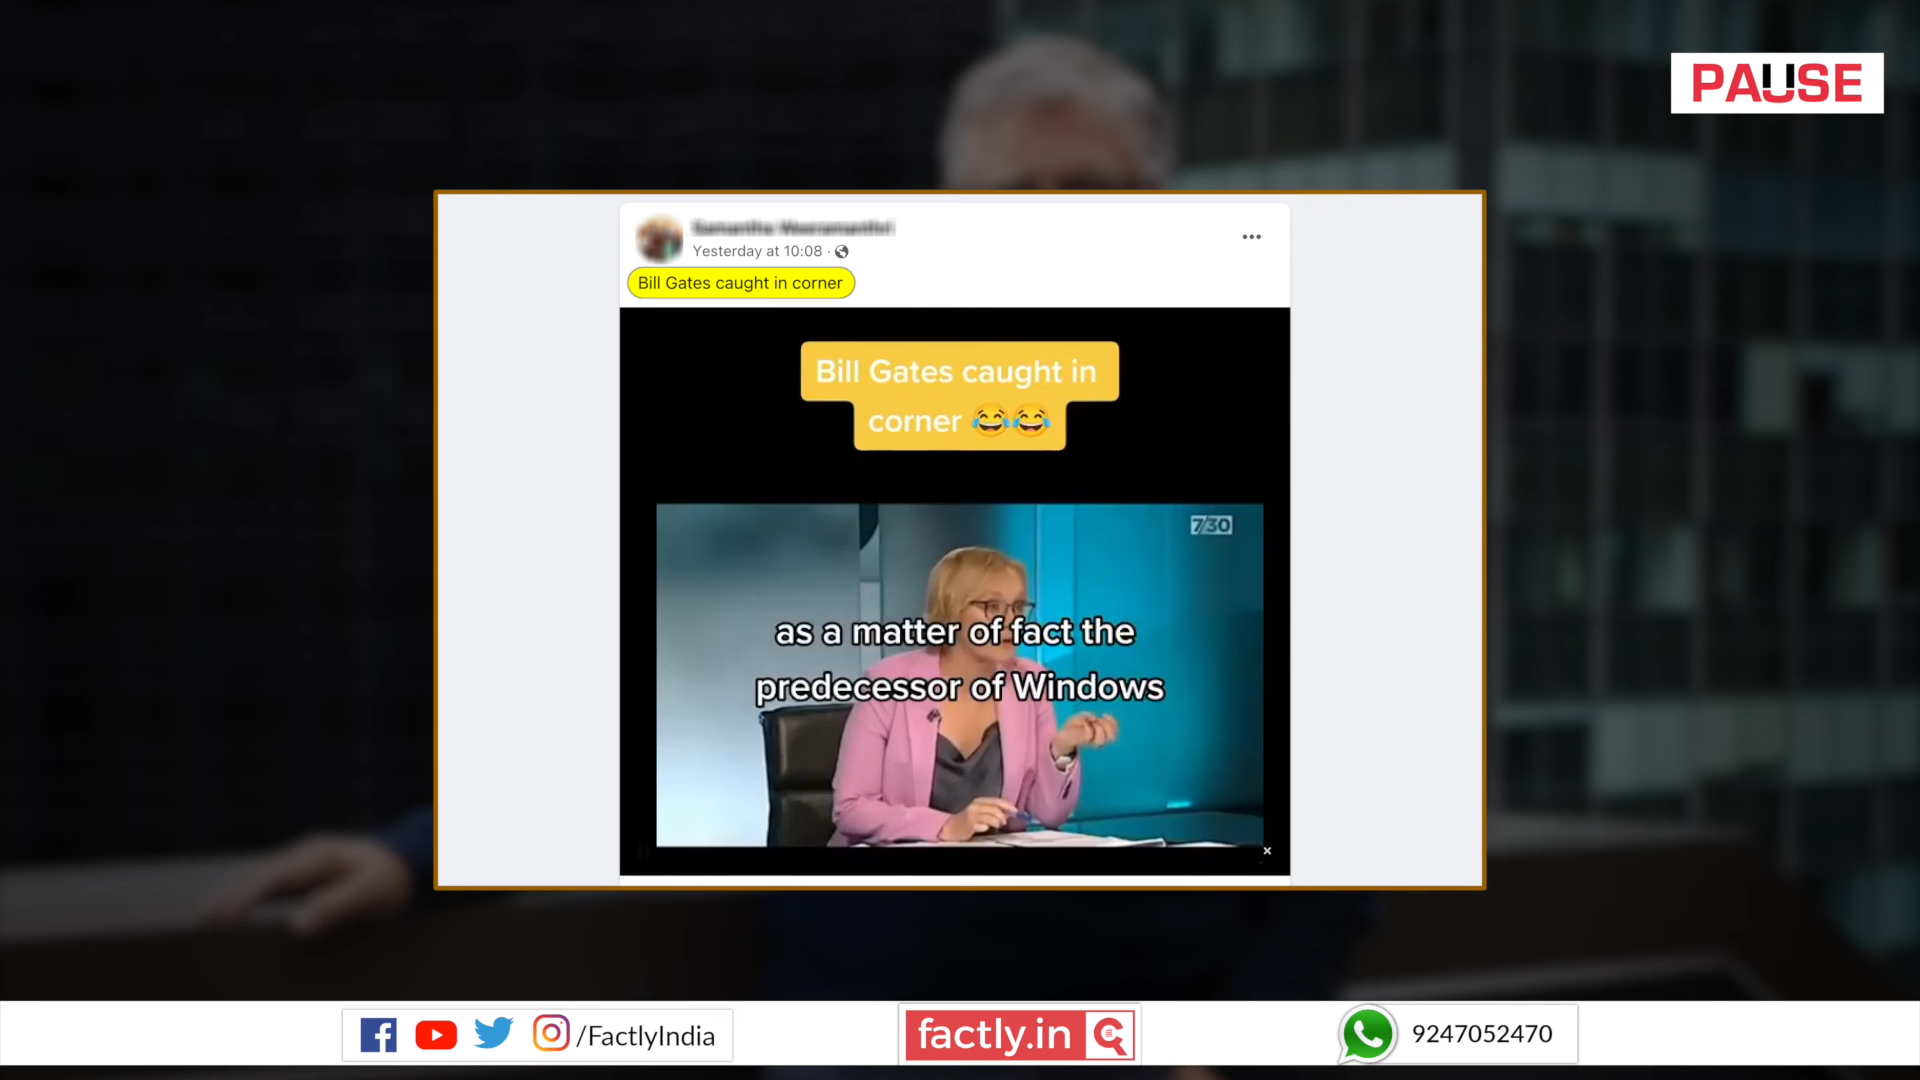 PAUSE
Yesterday at 10:08 ·
Bill Gates caught in corner
Bill Gates caught in
corner 😂😂
7/30
as a matter of fact the
predecessor of Windows
/FactlyIndia
factly.in
9247052470